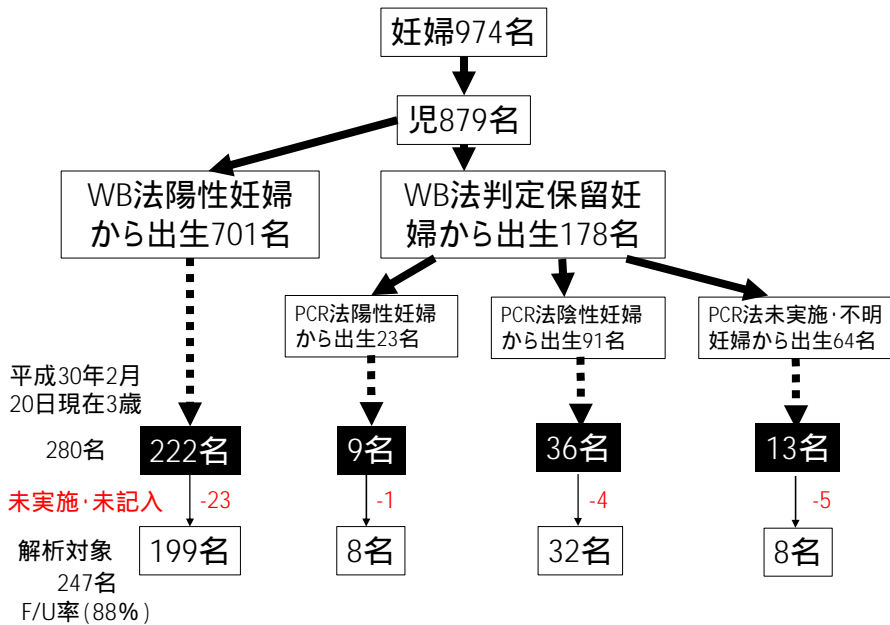 妊婦974名
児879名
WB法陽性妊婦
から出生701名
WB法判定保留妊
婦から出生178名
PCR法陽性妊婦
から出生23名
PCR法陰性妊婦
から出生91名
PCR法未実施・不明
妊婦から出生64名
平成30年2月
20日現在3歳
280名
222名
9名
36名
13名
未実施・未記入
-23
-1
-4
-5
解析対象
247名
F/U率(88%)
199名
8名
32名
8名